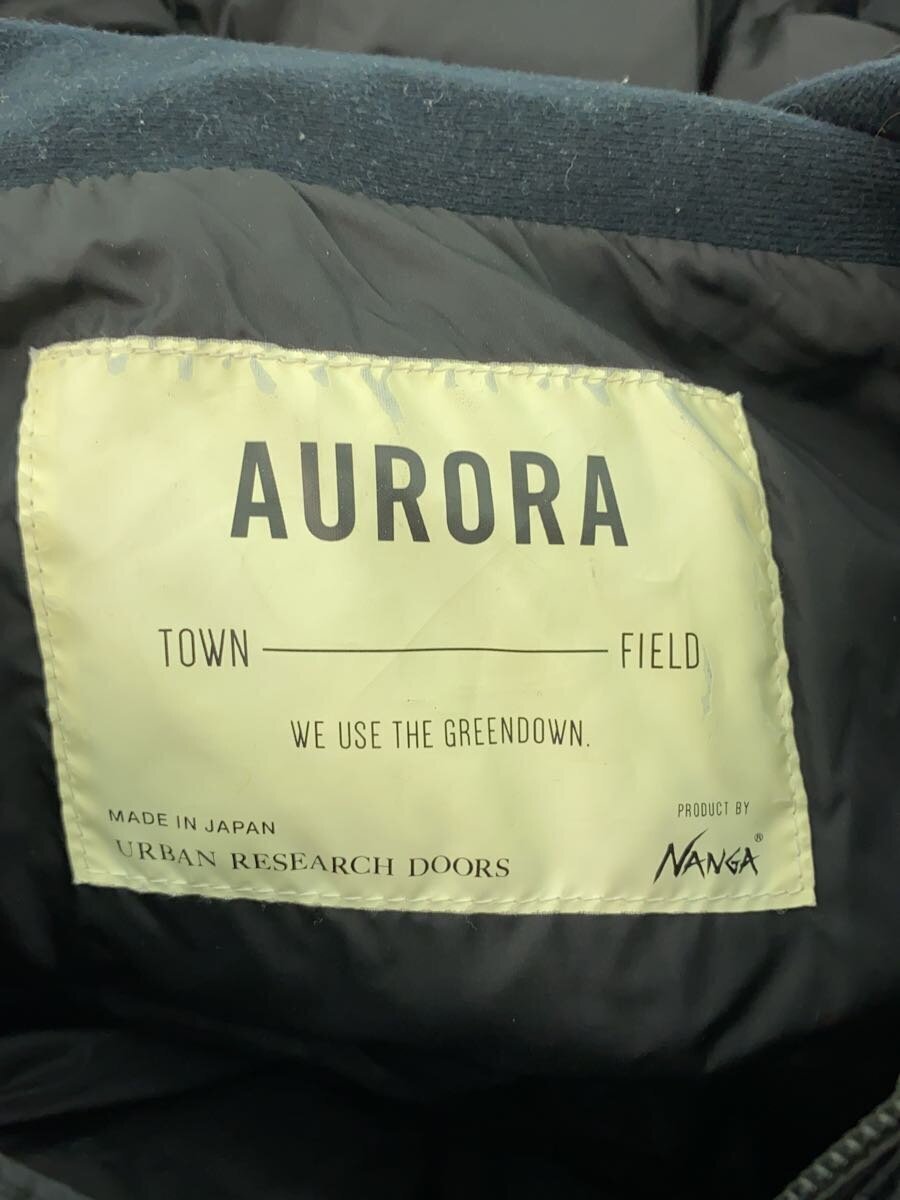 AURORA
TOWN FIELD
WE USE THE GREENDOWN.
MADE IN JAPAN
URBAN RESEARCH DOORS
PRODUCT BY
NANGA®